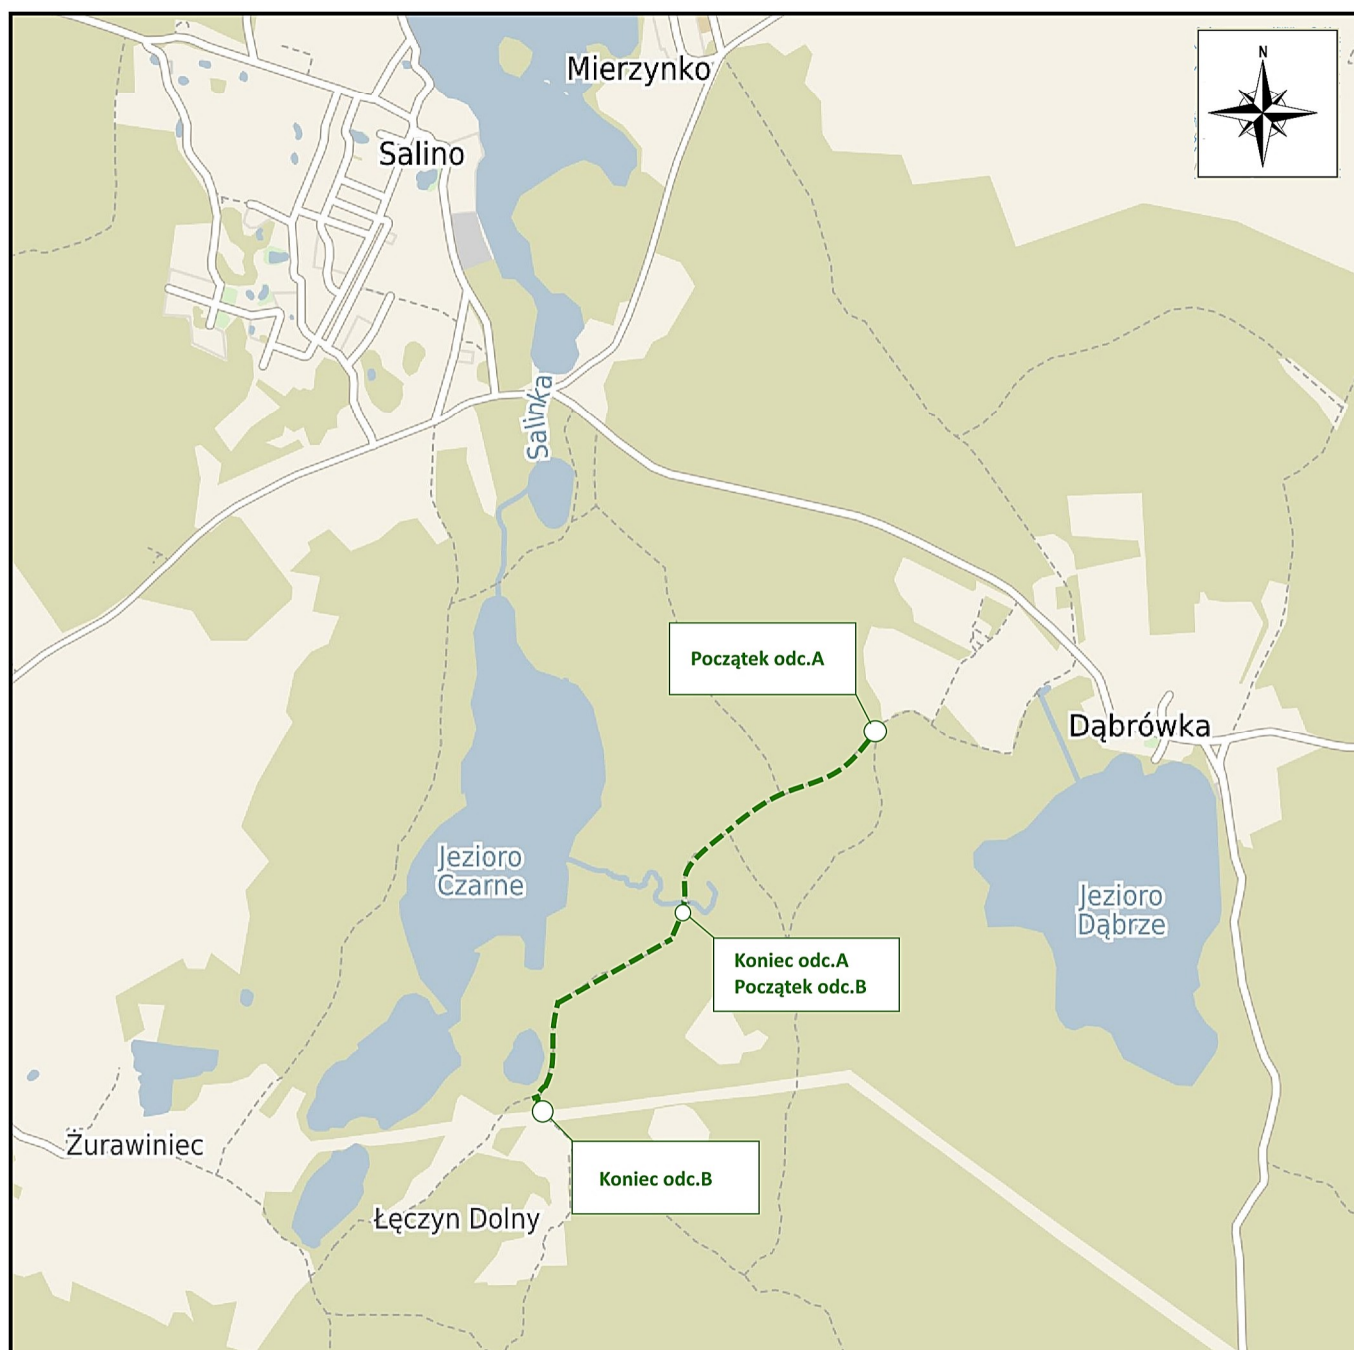 N
Mierzynko
Salino
Salinka
Początek odc.A
Dąbrówka
Jezioro
Czarne
Jezioro
Dąbrze
Koniec odc.A
Początek odc.B
Żurawiniec
Koniec odc.B
Łęczyn Dolny